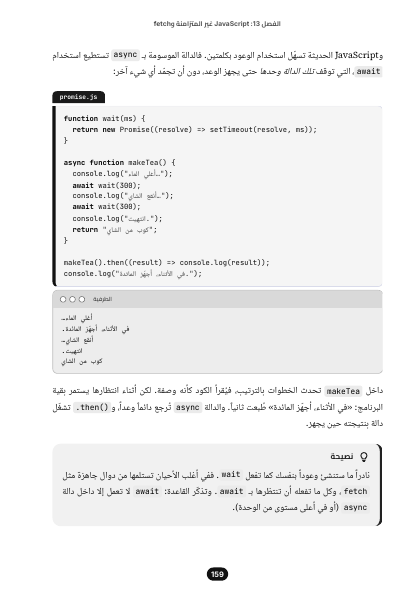 الفصل 13: JavaScript غير المتزامنة وfetch
وJavaScript الحديثة تسهّل استخدام الوعود بكلمتين. فالدالة الموسومة بـ async تستطيع استخدام
await، التي توقف تلك الدالة وحدها حتى يجهز الوعد، دون أن تجمّد أي شيء آخر:
promise.js
function wait(ms) {
return new Promise((resolve) => setTimeout(resolve, ms));
}
async function makeTea() {
console.log("أغلي الماء…");
await wait(300);
console.log("أنقع الشاي…");
await wait(300);
console.log("انتهيت.");
return "كوب من الشاي";
}
makeTea().then((result) => console.log(result));
console.log("في الأثناء، أجهّز المائدة.");
الطرفية
أغلي الماء…
في الأثناء، أجهّز المائدة.
أنقع الشاي…
انتهيت.
كوب من الشاي
داخل makeTea تحدث الخطوات بالترتيب، فيُقرأ الكود كأنه وصفة. لكن أثناء انتظارها يستمر بقية
البرنامج: «في الأثناء، أجهّز المائدة» طُبعت ثانياً. والدالة async تُرجع دائماً وعداً، و .then() تشغّل
دالة بنتيجته حين يجهز.
نصيحة
نادراً ما ستنشئ وعوداً بنفسك كما تفعل wait. ففي أغلب الأحيان تستلمها من دوال جاهزة مثل
fetch، وكل ما تفعله أن تنتظرها بـ await. وتذكّر القاعدة: await لا تعمل إلا داخل دالة
async (أو في أعلى مستوى من الوحدة).
159